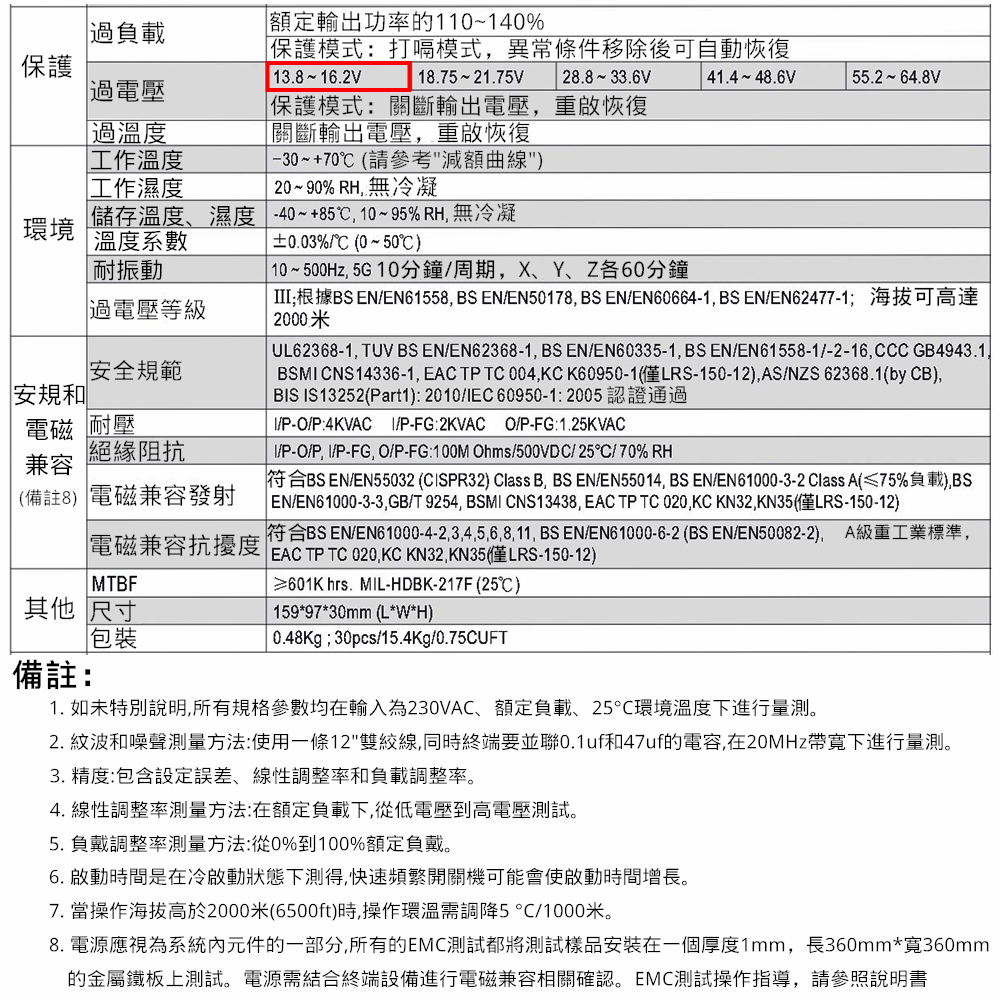 保護
過負載
額定輸出功率的110~140%
保護模式：打嗝模式，異常條件移除後可自動恢復
過電壓
13.8~16.2V 18.75~21.75V 28.8~33.6V 41.4~48.6V 55.2~64.8V
保護模式：關斷輸出電壓，重啟恢復
過溫度 關斷輸出電壓，重啟恢復
環境
工作溫度 -30~+70℃ (請參考"減額曲線")
工作濕度 20~90% RH, 無冷凝
儲存溫度、濕度 -40~+85℃, 10~95% RH, 無冷凝
溫度系數 ±0.03%/℃ (0~50℃)
耐振動 10~500Hz, 5G 10分鐘/周期，X、Y、Z各60分鐘
過電壓等級
III;根據BS EN/EN61558, BS EN/EN50178, BS EN/EN60664-1, BS EN/EN62477-1; 海拔可高達
2000米
安規和
電磁
兼容
(備註8)
安全規範
UL62368-1, TUV BS EN/EN62368-1, BS EN/EN60335-1, BS EN/EN61558-1/-2-16,CCC GB4943.1,
BSMI CNS14336-1, EAC TP TC 004,KC K60950-1(僅LRS-150-12),AS/NZS 62368.1(by CB),
BIS IS13252(Part1): 2010/IEC 60950-1: 2005 認證通過
耐壓 I/P-O/P:4KVAC I/P-FG:2KVAC O/P-FG:1.25KVAC
絕緣阻抗 I/P-O/P, I/P-FG, O/P-FG:100M Ohms/500VDC/ 25℃/ 70% RH
電磁兼容發射
符合BS EN/EN55032 (CISPR32) Class B, BS EN/EN55014, BS EN/EN61000-3-2 Class A(≤75%負載),BS
EN/EN61000-3-3,GB/T 9254, BSMI CNS13438, EAC TP TC 020,KC KN32,KN35(僅LRS-150-12)
電磁兼容抗擾度
符合BS EN/EN61000-4-2,3,4,5,6,8,11, BS EN/EN61000-6-2 (BS EN/EN50082-2), A級重工業標準，
EAC TP TC 020,KC KN32,KN35(僅LRS-150-12)
其他
MTBF ≥601K hrs. MIL-HDBK-217F (25℃)
尺寸 159*97*30mm (L*W*H)
包裝 0.48Kg ; 30pcs/15.4Kg/0.75CUFT
備註：
1. 如未特別說明,所有規格參數均在輸入為230VAC、額定負載、25°C環境溫度下進行量測。
2. 紋波和噪聲測量方法:使用一條12"雙絞線,同時終端要並聯0.1uf和47uf的電容,在20MHz帶寬下進行量測。
3. 精度:包含設定誤差、線性調整率和負載調整率。
4. 線性調整率測量方法:在額定負載下,從低電壓到高電壓測試。
5. 負戴調整率測量方法:從0%到100%額定負戴。
6. 啟動時間是在冷啟動狀態下測得,快速頻繁開關機可能會使啟動時間增長。
7. 當操作海拔高於2000米(6500ft)時,操作環溫需調降5 °C/1000米。
8. 電源應視為系統內元件的一部分,所有的EMC測試都將測試樣品安裝在一個厚度1mm，長360mm*寬360mm
的金屬鐵板上測試。電源需結合終端設備進行電磁兼容相關確認。EMC測試操作指導，請參照說明書